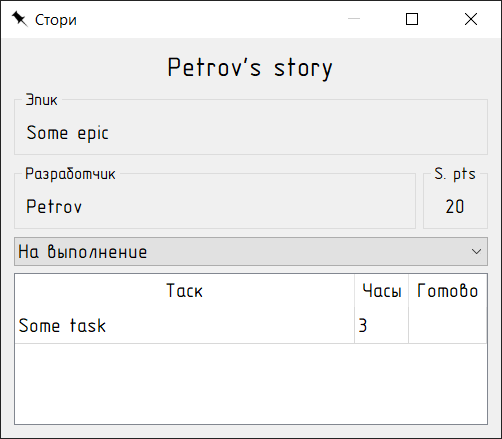 Стори
Petrov's story
Эпик
Some epic
Разработчик S. pts
Petrov 20
На выполнение
Таск Часы Готово
Some task 3